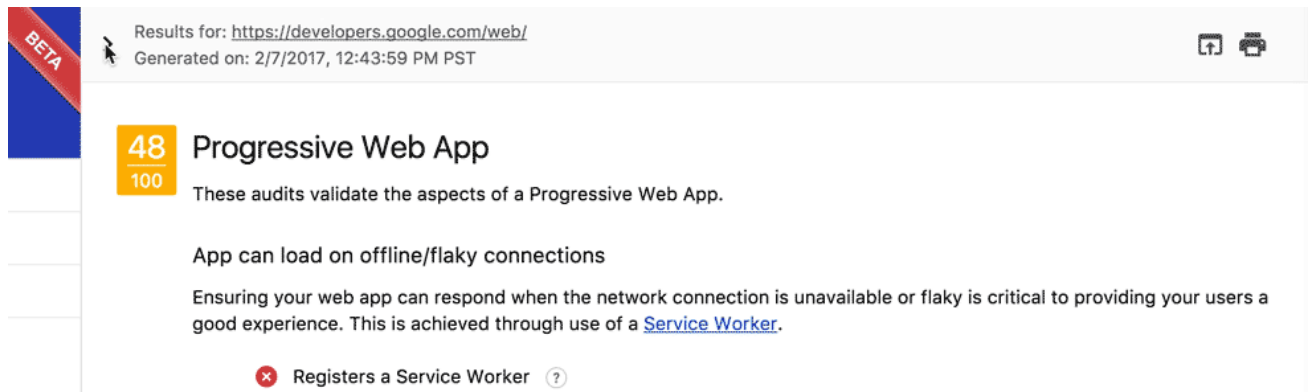 BETA
Results for: https://developers.google.com/web/
Generated on: 2/7/2017, 12:43:59 PM PST
48
100
Progressive Web App
These audits validate the aspects of a Progressive Web App.
App can load on offline/flaky connections
Ensuring your web app can respond when the network connection is unavailable or flaky is critical to providing your users a
good experience. This is achieved through use of a Service Worker.
Registers a Service Worker ?